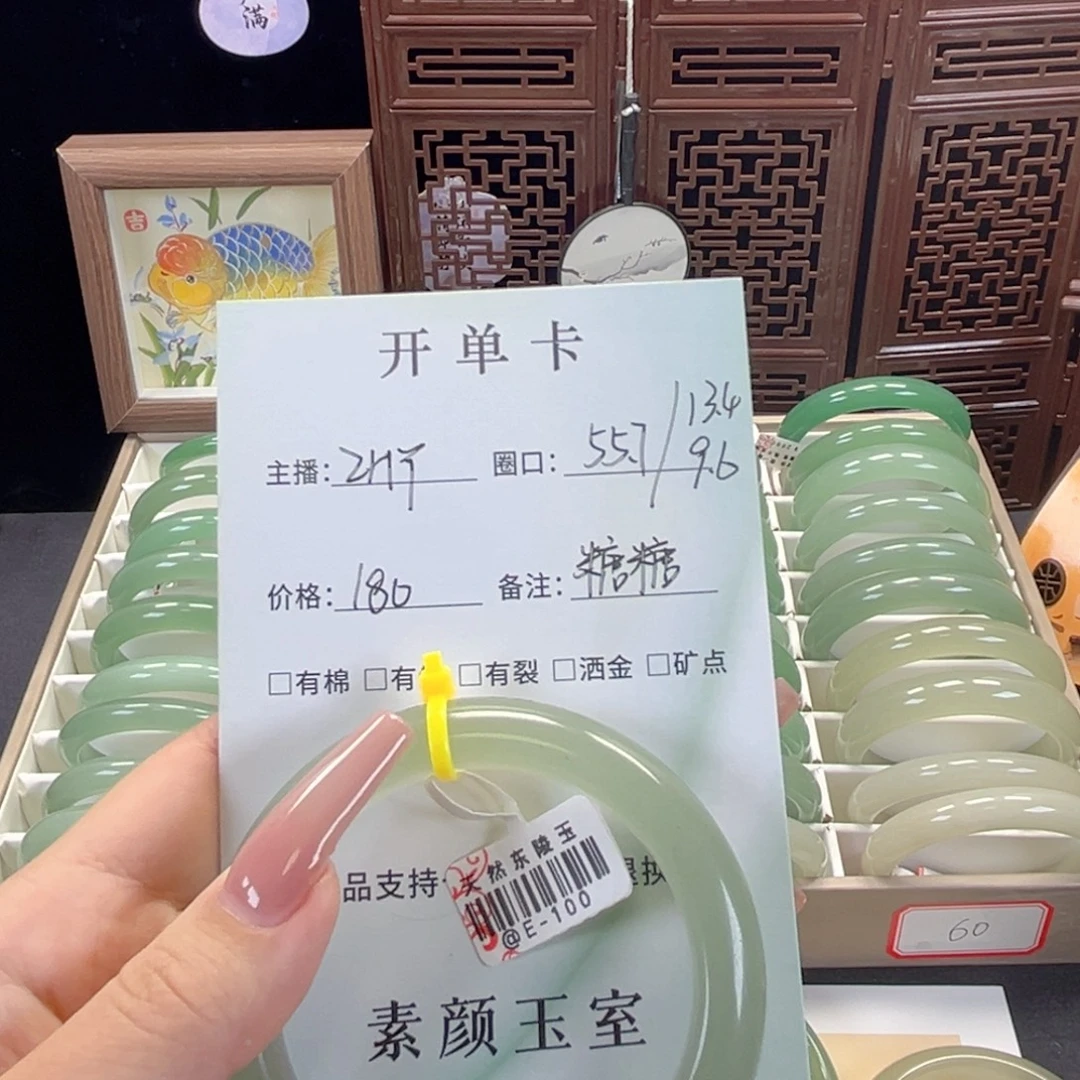 满
吉
开单卡
主播: 圈口: 55.7/13.4
9.6
价格: 180 备注: 糖糖
□有棉 □有 □有裂 □洒金 □矿点
品支持
天然东陵玉
@E-100
素颜玉室
60